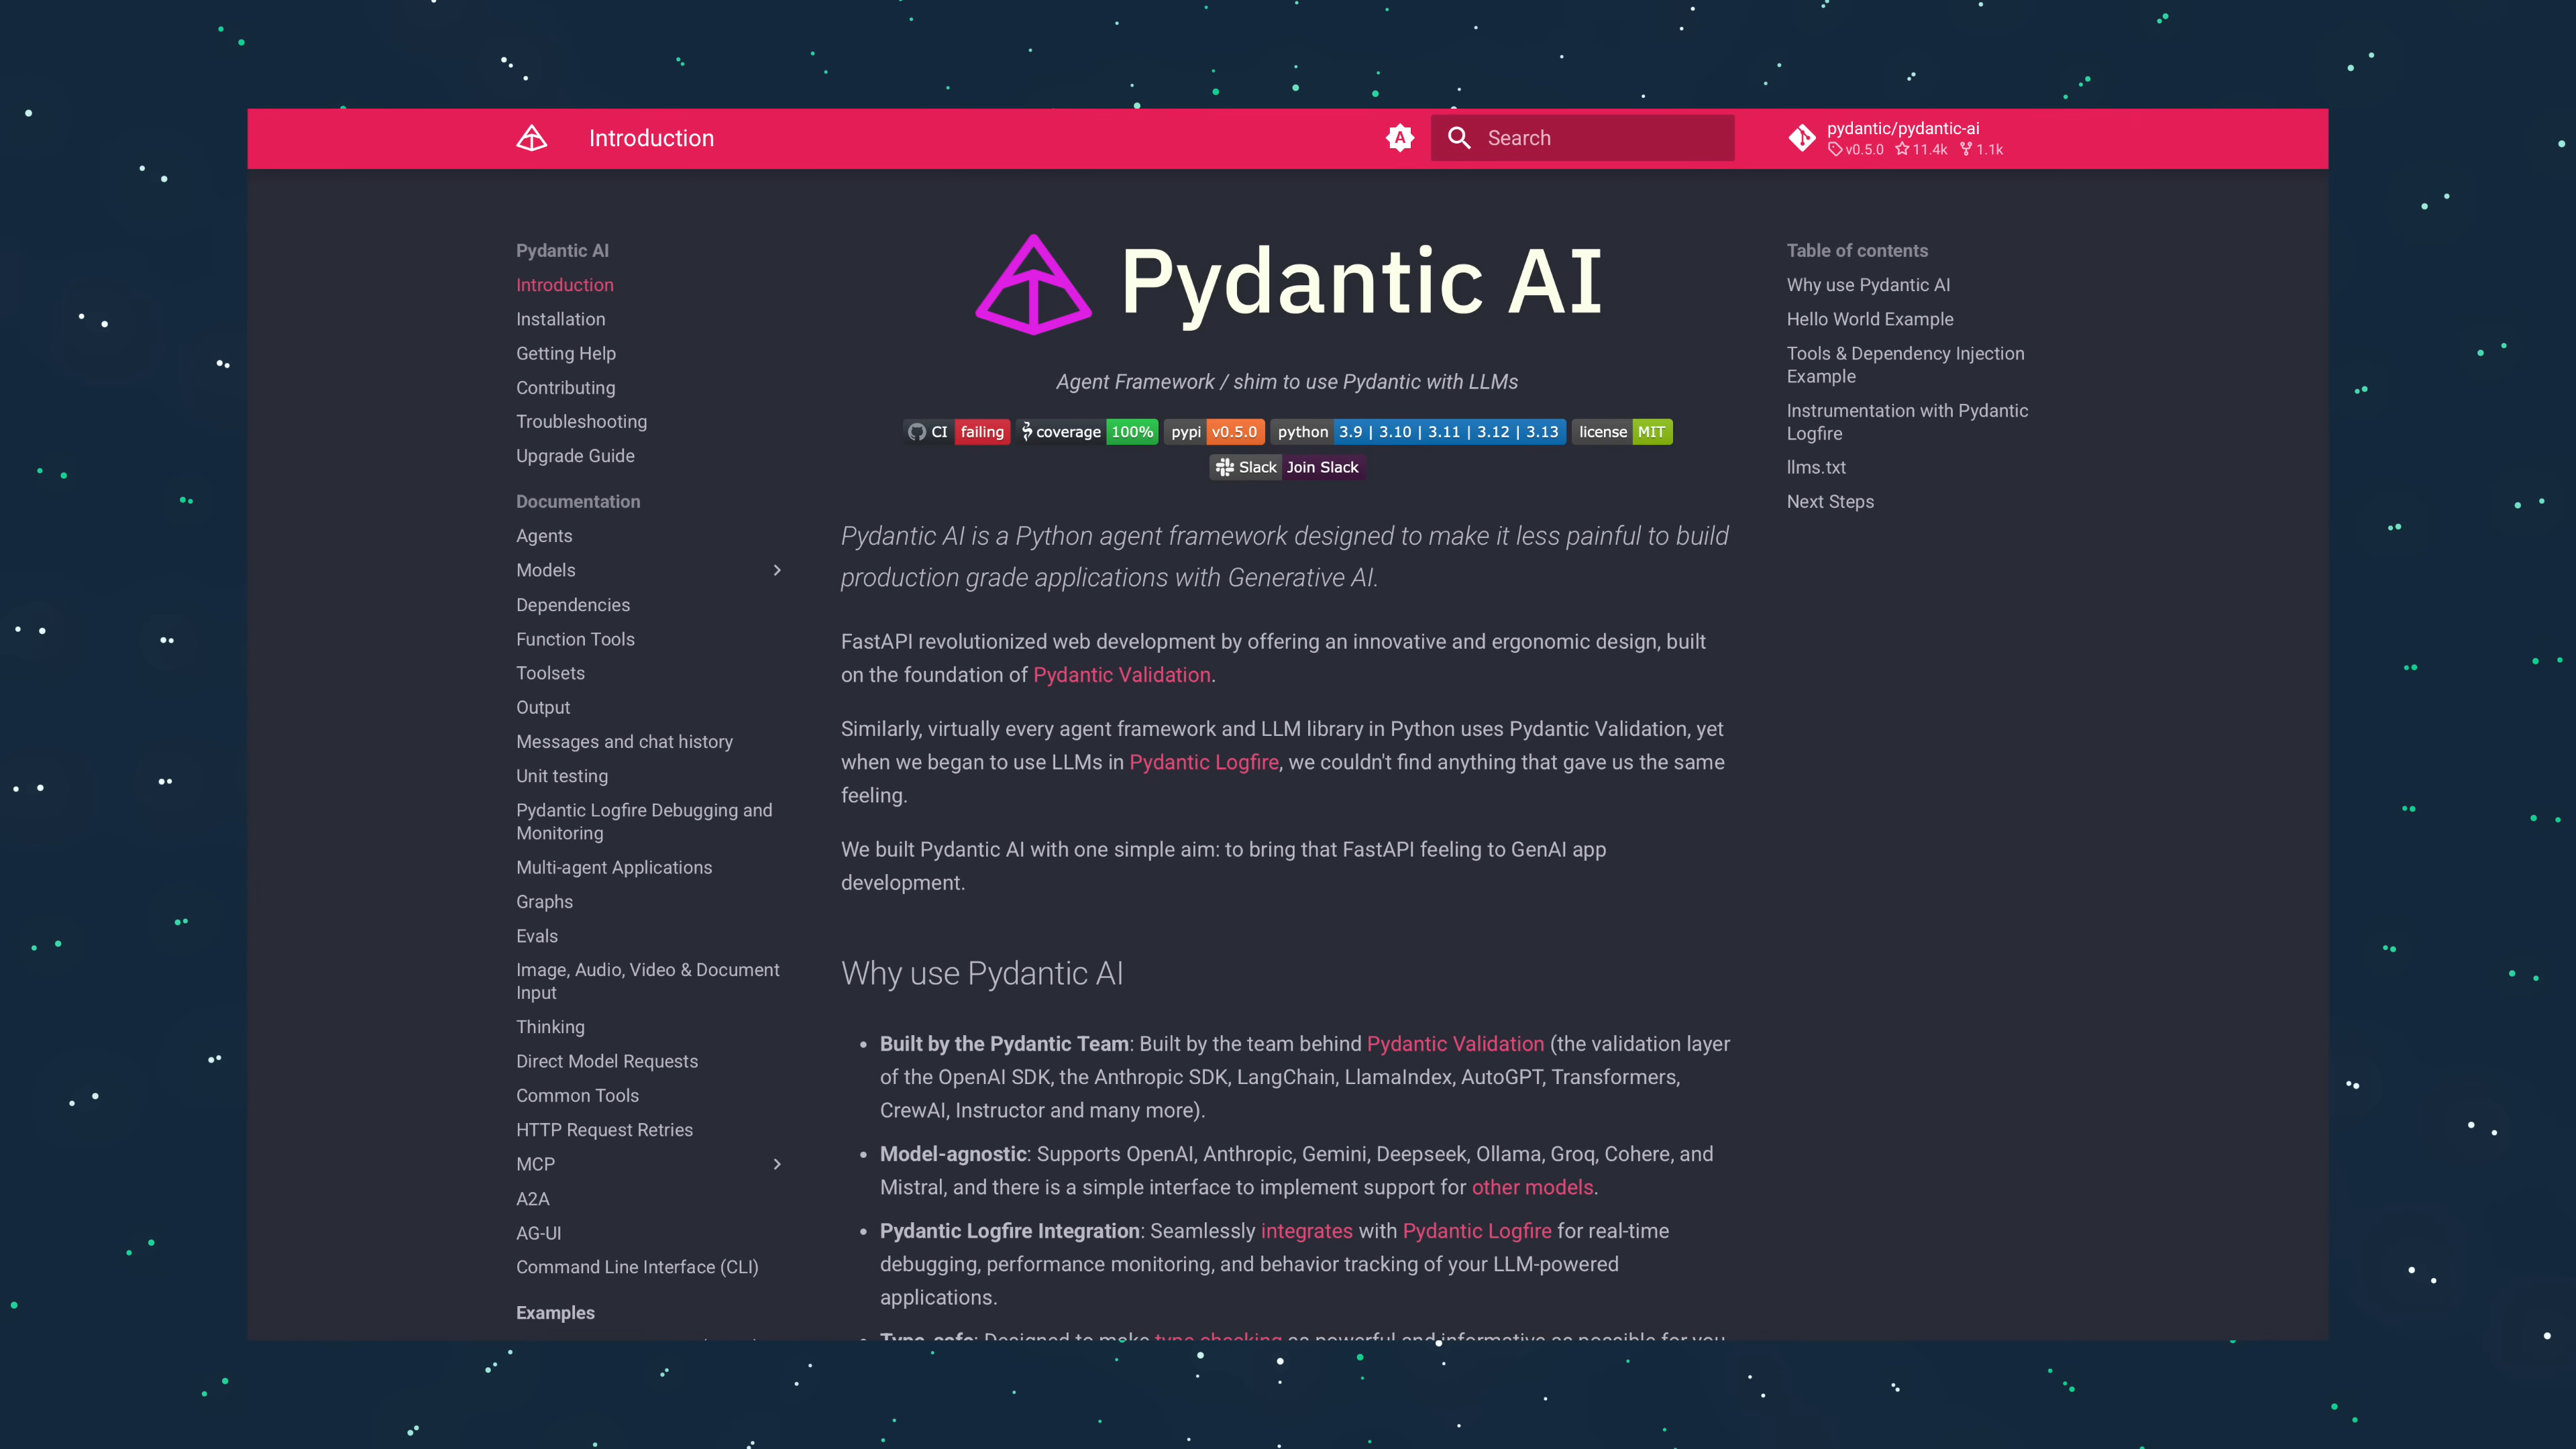 Introduction
Search
pydantic/pydantic-ai
v0.5.0 11.4k 1.1k
Pydantic AI
Introduction
Installation
Getting Help
Contributing
Troubleshooting
Upgrade Guide
Documentation
Agents
Models
Dependencies
Function Tools
Toolsets
Output
Messages and chat history
Unit testing
Pydantic Logfire Debugging and
Monitoring
Multi-agent Applications
Graphs
Evals
Image, Audio, Video & Document
Input
Thinking
Direct Model Requests
Common Tools
HTTP Request Retries
MCP
A2A
AG-UI
Command Line Interface (CLI)
Examples
Pydantic AI
Agent Framework / shim to use Pydantic with LLMs
CI failing coverage 100% pypi v0.5.0 python 3.9 | 3.10 | 3.11 | 3.12 | 3.13 license MIT
Slack Join Slack
Pydantic AI is a Python agent framework designed to make it less painful to build
production grade applications with Generative AI.
FastAPI revolutionized web development by offering an innovative and ergonomic design, built
on the foundation of Pydantic Validation.
Similarly, virtually every agent framework and LLM library in Python uses Pydantic Validation, yet
when we began to use LLMs in Pydantic Logfire, we couldn't find anything that gave us the same
feeling.
We built Pydantic AI with one simple aim: to bring that FastAPI feeling to GenAI app
development.
Why use Pydantic AI
• Built by the Pydantic Team: Built by the team behind Pydantic Validation (the validation layer
of the OpenAI SDK, the Anthropic SDK, LangChain, LlamaIndex, AutoGPT, Transformers,
CrewAI, Instructor and many more).
• Model-agnostic: Supports OpenAI, Anthropic, Gemini, Deepseek, Ollama, Groq, Cohere, and
Mistral, and there is a simple interface to implement support for other models.
• Pydantic Logfire Integration: Seamlessly integrates with Pydantic Logfire for real-time
debugging, performance monitoring, and behavior tracking of your LLM-powered
applications.
• Type-safe: Designed to make type checking as powerful and informative as possible for you
Table of contents
Why use Pydantic AI
Hello World Example
Tools & Dependency Injection
Example
Instrumentation with Pydantic
Logfire
llms.txt
Next Steps